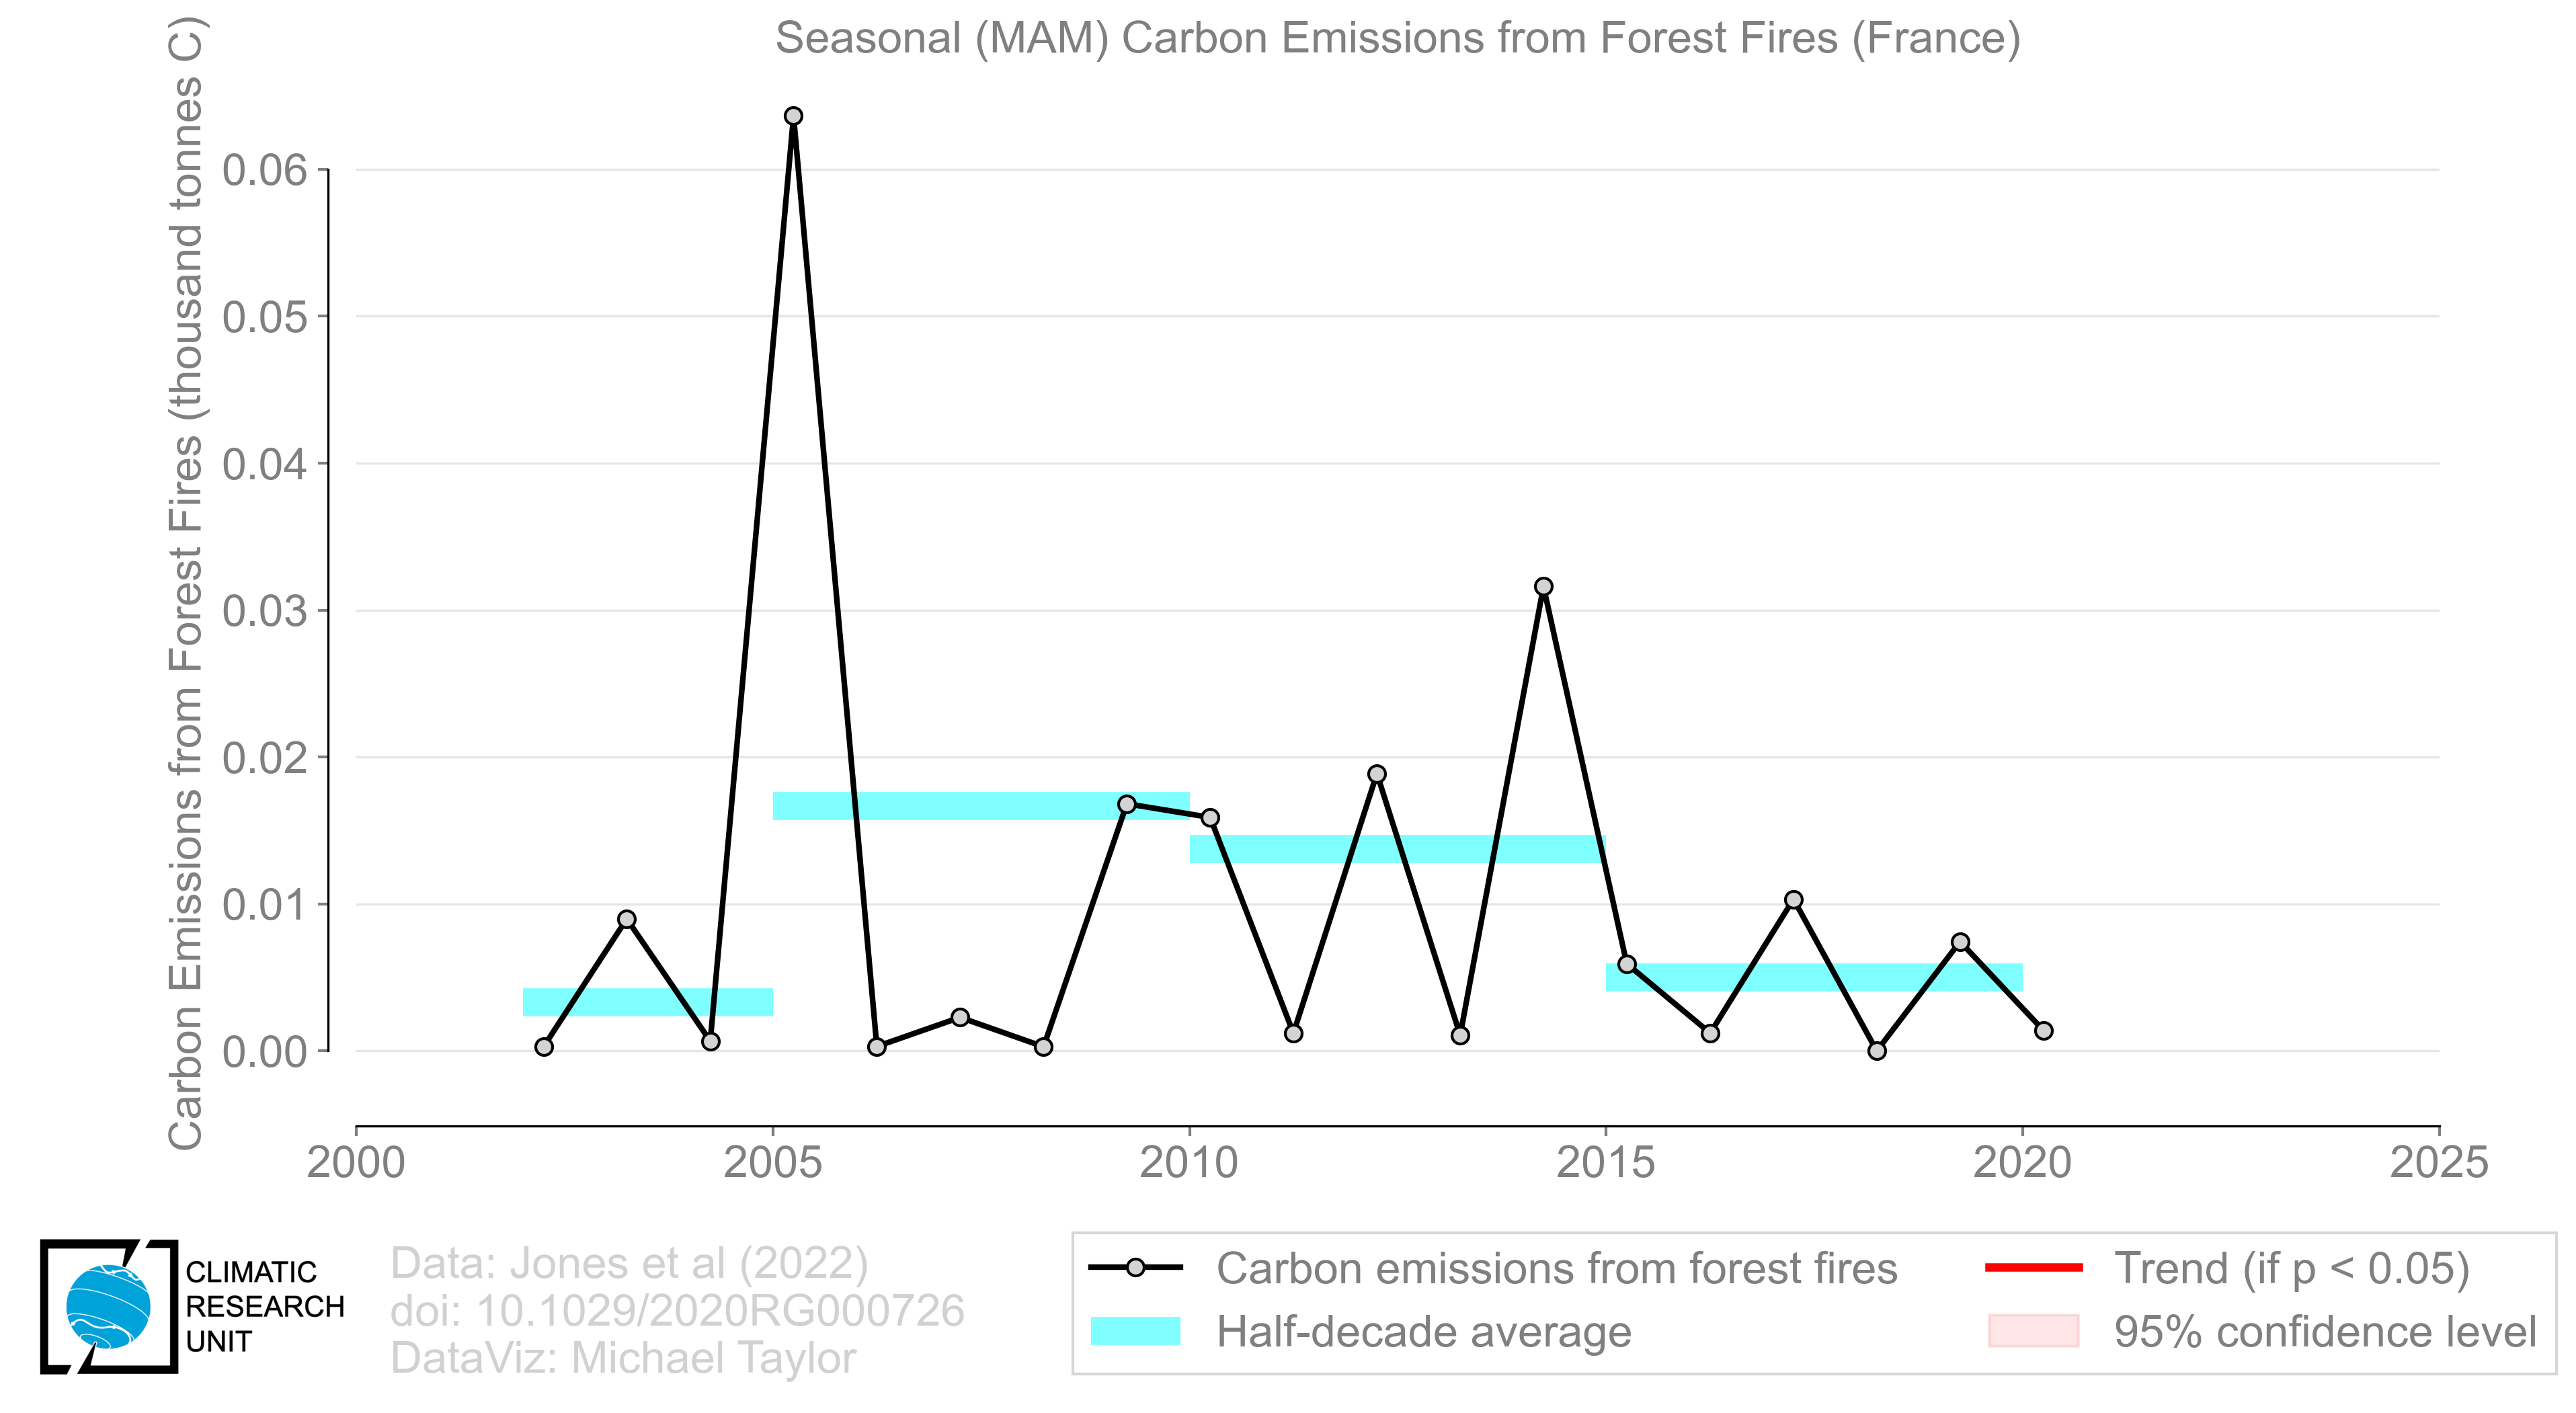 Seasonal (MAM) Carbon Emissions from Forest Fires (France)
Carbon Emissions from Forest Fires (thousand tonnes C)
0.06
0.05
0.04
0.03
0.02
0.01
0.00
2000 2005 2010 2015 2020 2025
CLIMATIC
RESEARCH
UNIT
Data: Jones et al (2022)
doi: 10.1029/2020RG000726
DataViz: Michael Taylor
Carbon emissions from forest fires
Half-decade average
Trend (if p < 0.05)
95% confidence level